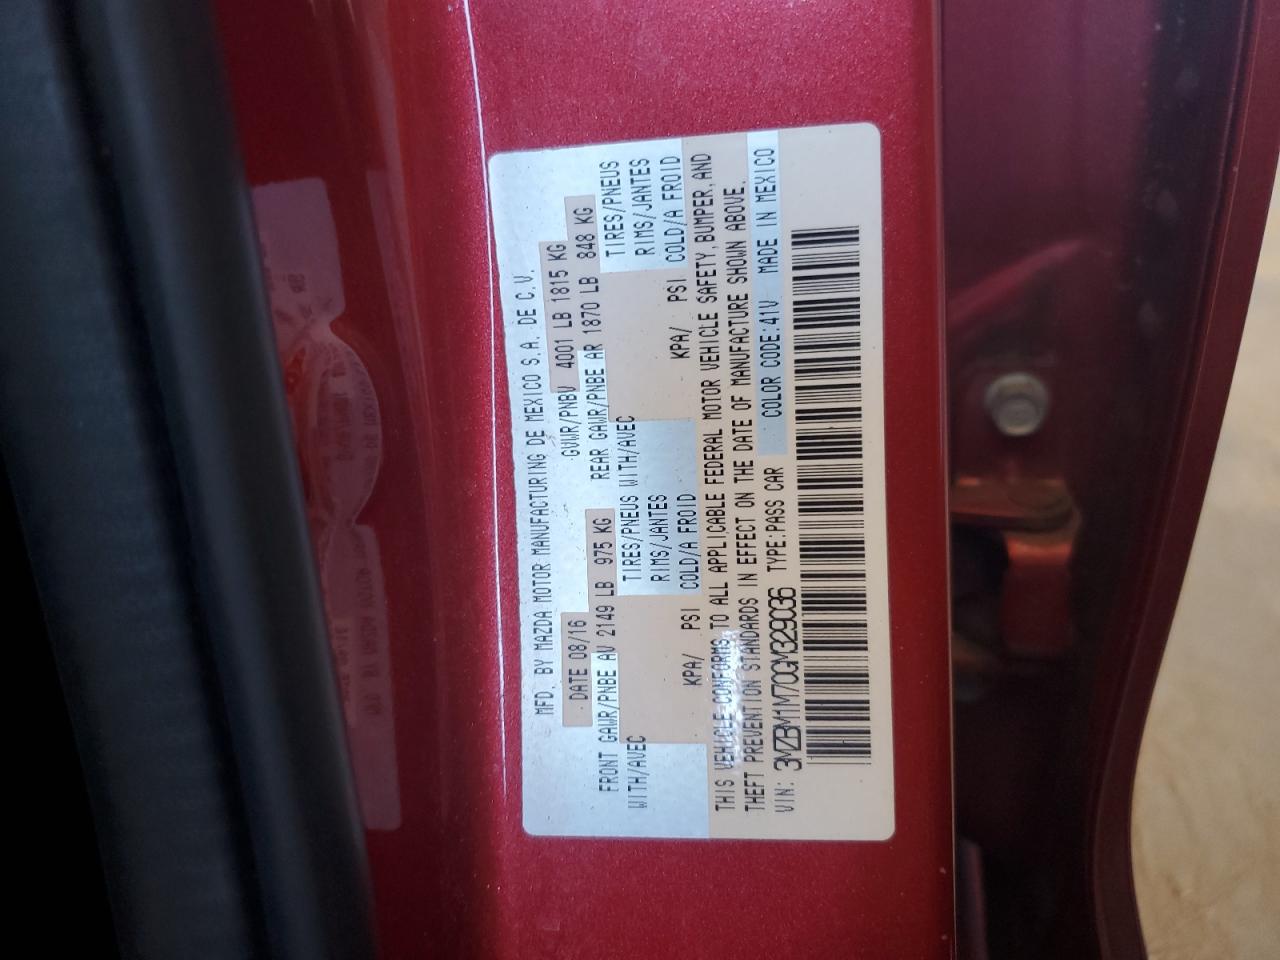 MFD. BY MAZDA MOTOR MANUFACTURING DE MEXICO S.A. DE C.V.
DATE 08/16 GVWR/PNBV 4001 LB 1815 KG
FRONT GAWR/PNBE AV 2149 LB 975 KG REAR GAWR/PNBE AR 1870 LB 848 KG
WITH/AVEC TIRES/PNEUS WITH/AVEC TIRES/PNEUS
RIMS/JANTES RIMS/JANTES
KPA/ PSI COLD/A FROID KPA/ PSI COLD/A FROID
THIS VEHICLE CONFORMS TO ALL APPLICABLE FEDERAL MOTOR VEHICLE SAFETY, BUMPER, AND
THEFT PREVENTION STANDARDS IN EFFECT ON THE DATE OF MANUFACTURE SHOWN ABOVE.
VIN: 3MZBM1M70GM329036 TYPE:PASS CAR COLOR CODE:41V MADE IN MEXICO